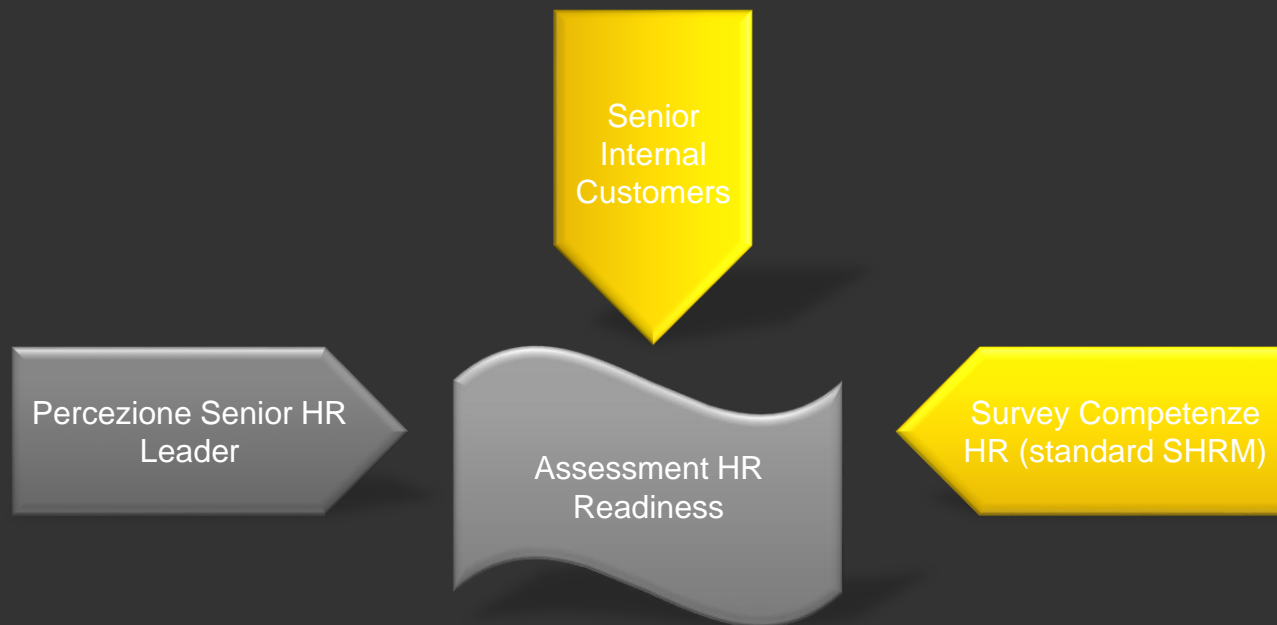 Senior
Internal
Customers
Percezione Senior HR
Leader
Assessment HR
Readiness
Survey Competenze
HR (standard SHRM)